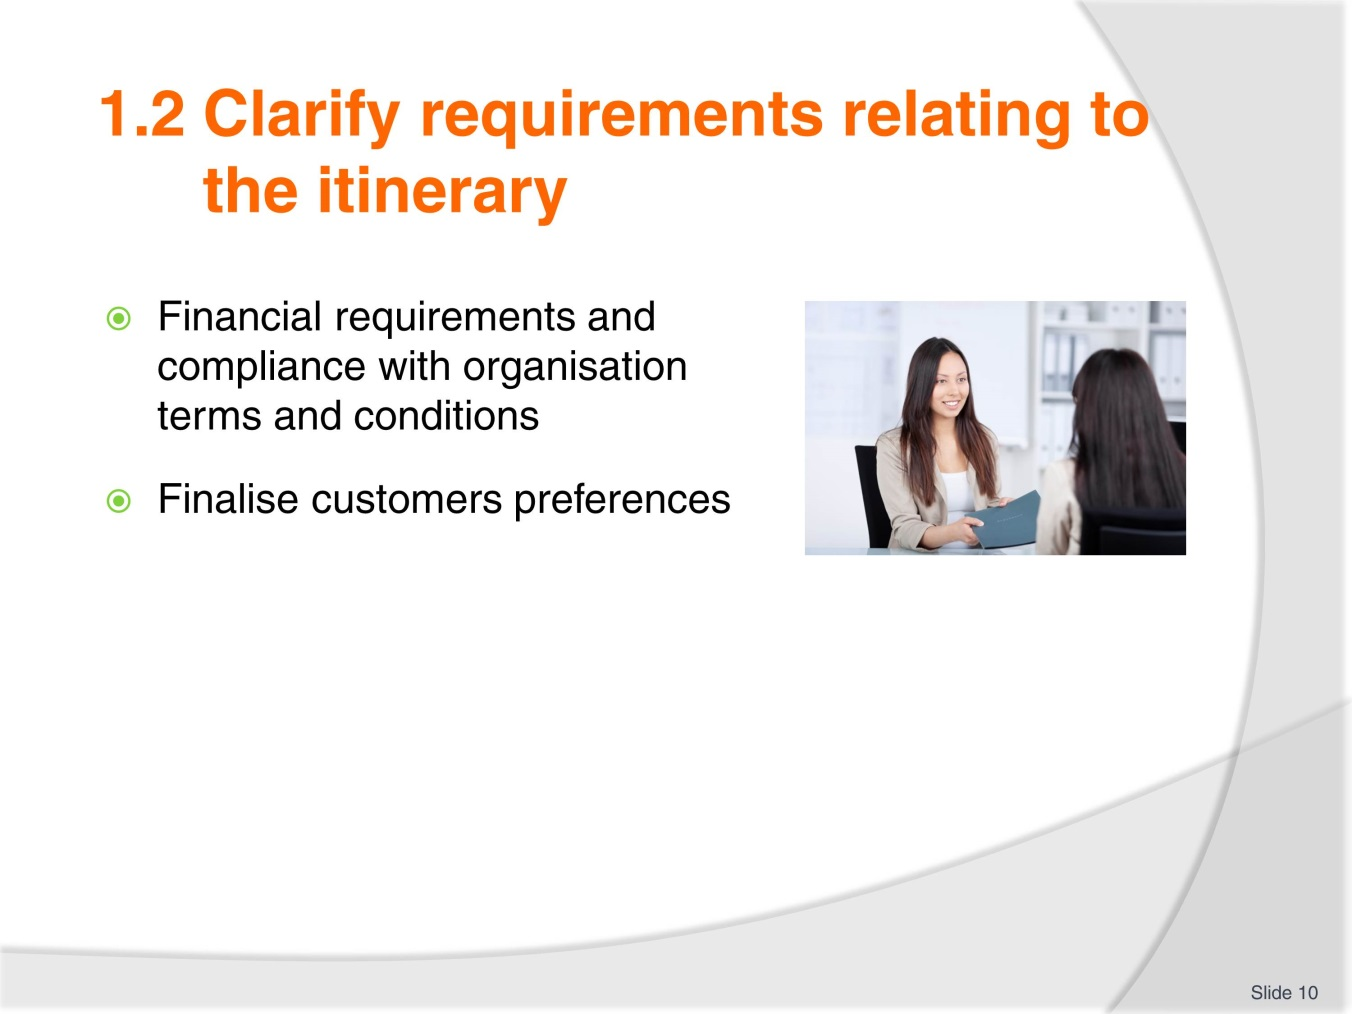 1.2 Clarify requirements relating to
the itinerary
Financial requirements and
compliance with organisation
terms and conditions
Finalise customers preferences
Slide 10